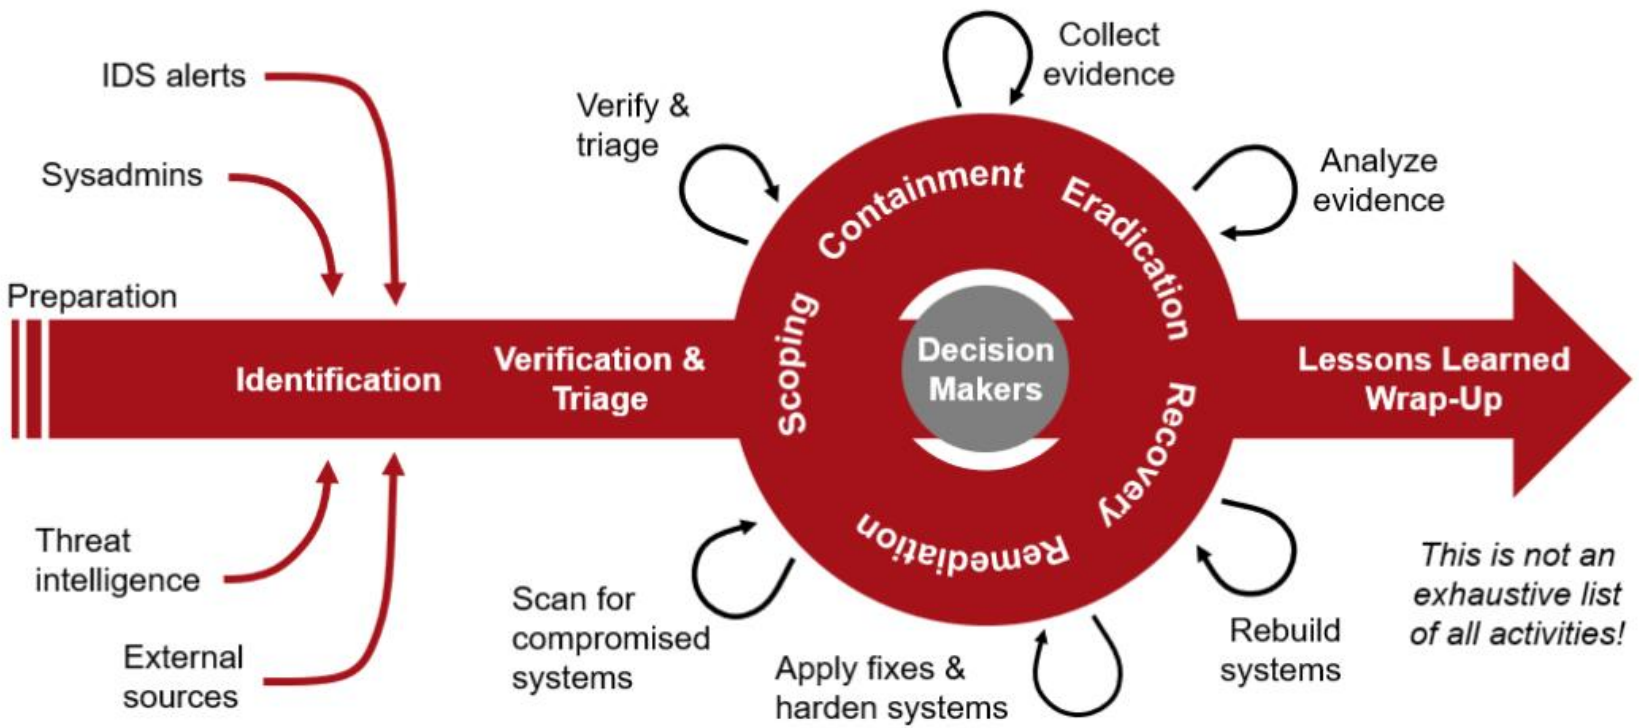 IDS alerts
Sysadmins
Preparation
Identification
Threat
intelligence
External
sources
Verification &
Triage
Verify &
triage
Collect
evidence
Analyze
evidence
Scoping
Containment
Eradication
Recovery
Remediation
Decision
Makers
Scan for
compromised
systems
Apply fixes &
harden systems
Rebuild
systems
Lessons Learned
Wrap-Up
This is not an
exhaustive list
of all activities!